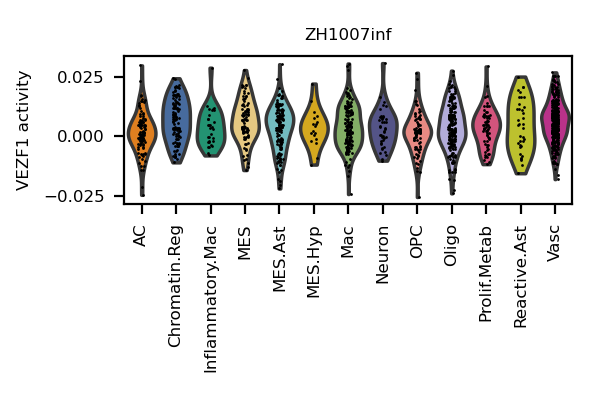 ZH1007inf
VEZF1 activity
0.025
0.000
−0.025
AC
Chromatin.Reg
Inflammatory.Mac
MES
MES.Ast
MES.Hyp
Mac
Neuron
OPC
Oligo
Prolif.Metab
Reactive.Ast
Vasc